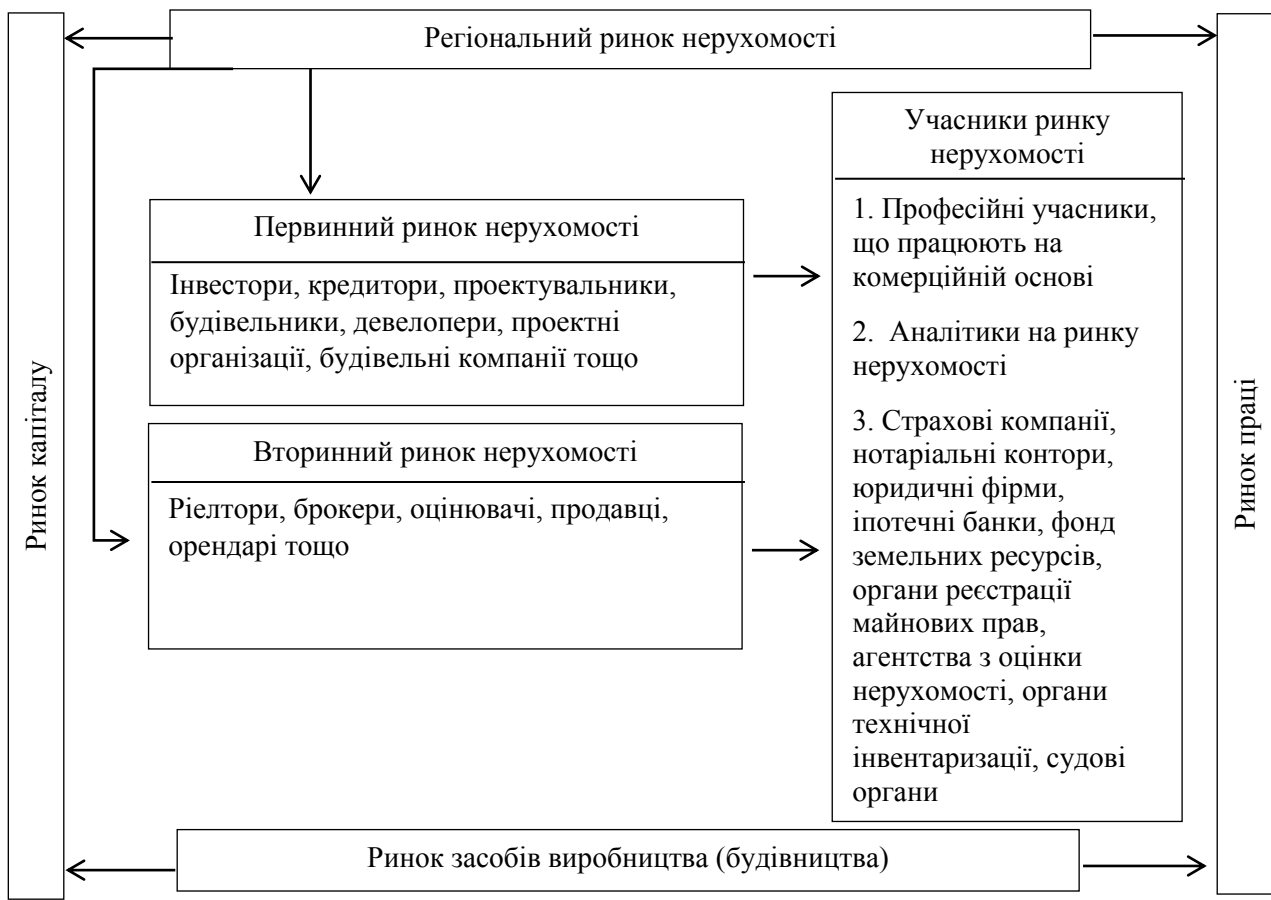 Регіональний ринок нерухомості
Ринок капіталу
Первинний ринок нерухомості
Інвестори, кредитори, проектувальники,
будівельники, девелопери, проектні
організації, будівельні компанії тощо
Вторинний ринок нерухомості
Ріелтори, брокери, оцінювачі, продавці,
орендарі тощо
Учасники ринку
нерухомості
1. Професійні учасники,
що працюють на
комерційній основі
2. Аналітики на ринку
нерухомості
3. Страхові компанії,
нотаріальні контори,
юридичні фірми,
іпотечні банки, фонд
земельних ресурсів,
органи реєстрації
майнових прав,
агентства з оцінки
нерухомості, органи
технічної
інвентаризації, судові
органи
Ринок праці
Ринок засобів виробництва (будівництва)